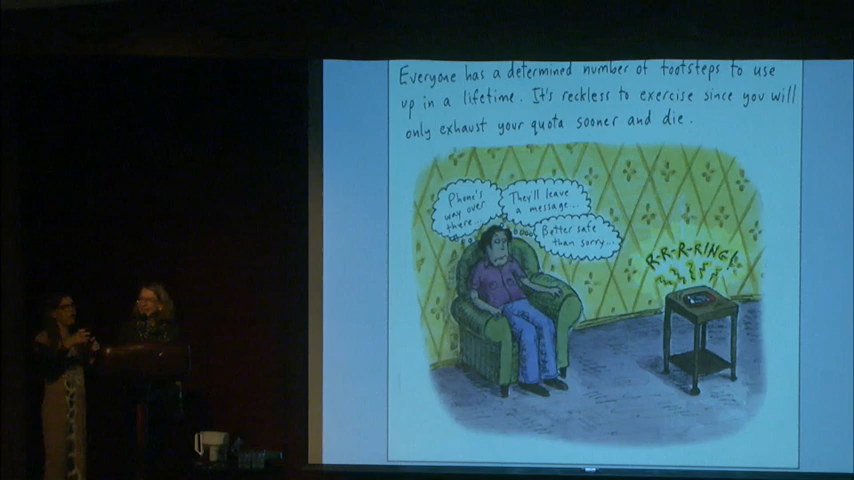 Everyone has a determined number of footsteps to use
up in a lifetime. It's reckless to exercise since you will
only exhaust your quota sooner and die.
Phone's
way over
there...
They'll leave
a message...
Better safe
than sorry...
R-R-R-RING!